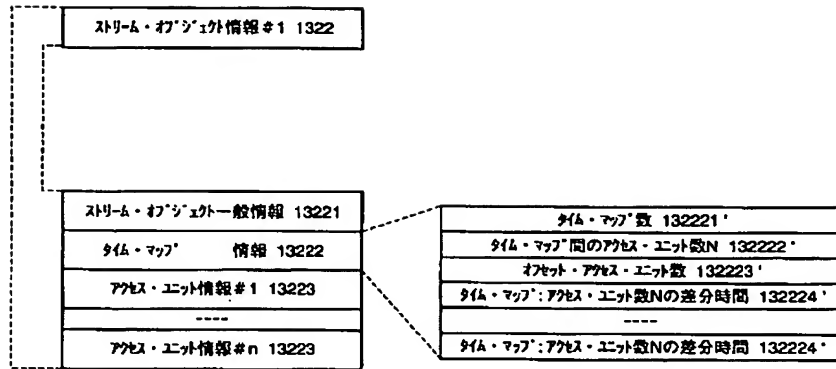 ｽﾄﾘｰﾑ・ｵﾌﾞｼﾞｪｸﾄ情報#1 1322
ｽﾄﾘｰﾑ・ｵﾌﾞｼﾞｪｸﾄ一般情報 13221
ﾀｲﾑ・ﾏｯﾌﾟ 情報 13222
ｱｸｾｽ・ﾕﾆｯﾄ情報#1 13223
----
ｱｸｾｽ・ﾕﾆｯﾄ情報#n 13223
ﾀｲﾑ・ﾏｯﾌﾟ数 132221'
ﾀｲﾑ・ﾏｯﾌﾟ間のｱｸｾｽ・ﾕﾆｯﾄ数N 132222'
ｵﾌｾｯﾄ・ｱｸｾｽ・ﾕﾆｯﾄ数 132223'
ﾀｲﾑ・ﾏｯﾌﾟ:ｱｸｾｽ・ﾕﾆｯﾄ数Nの差分時間 132224'
----
ﾀｲﾑ・ﾏｯﾌﾟ:ｱｸｾｽ・ﾕﾆｯﾄ数Nの差分時間 132224'